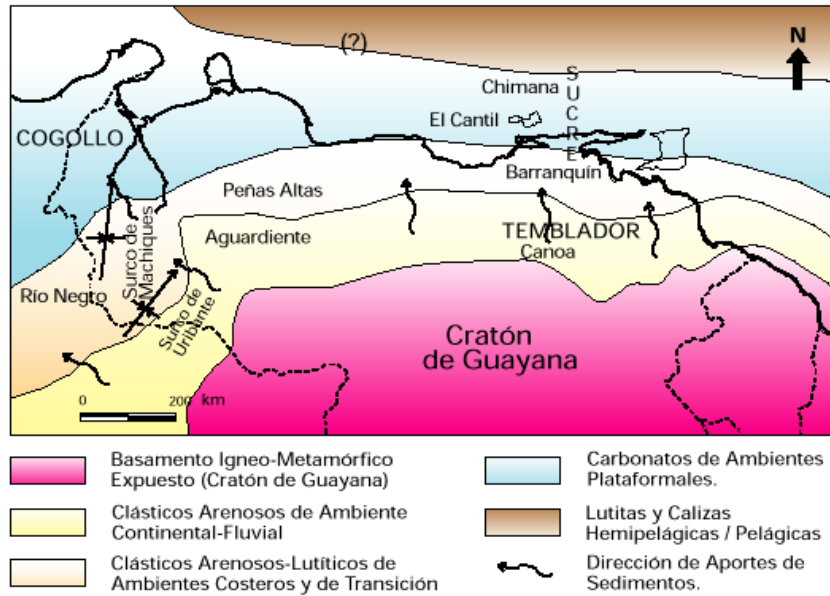 (?)
N
Chimana
SUCRE
El Cantil
COGOLLO
Barranquín
Peñas Altas
Aguardiente
TEMBLADOR
Canoa
Surco de
Machiques
Río Negro
Surco de
Uribante
Cratón
de Guayana
0 200 km
Basamento Igneo-Metamórfico
Expuesto (Cratón de Guayana)
Clásticos Arenosos de Ambiente
Continental-Fluvial
Clásticos Arenosos-Lutíticos de
Ambientes Costeros y de Transición
Carbonatos de Ambientes
Plataformales.
Lutitas y Calizas
Hemipelágicas / Pelágicas
Dirección de Aportes de
Sedimentos.